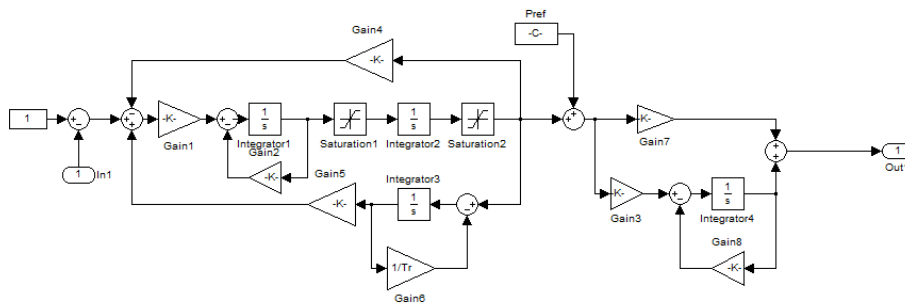 Pref
-C-
Gain4
-K-
1
-K-
Gain1
1
s
Integrator1
Gain2
-K-
Saturation1
1
s
Integrator2
Saturation2
K-
Gain7
1
In1
Gain5
-K-
Integrator3
1
s
K-
Gain3
1
s
Integrator4
1
Out1
Gain8
-K-
1/Tr
Gain6